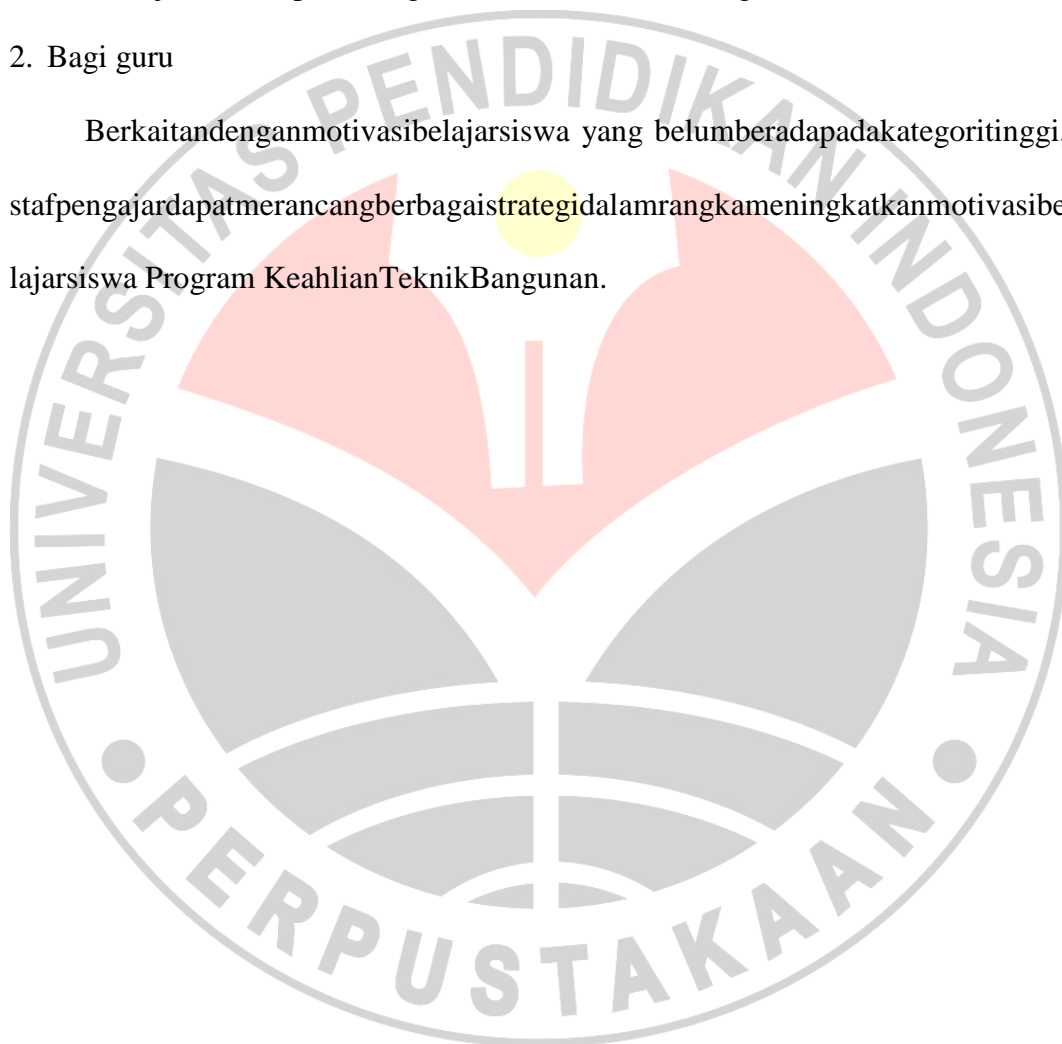 2. Bagi guru
Berkaitandenganmotivasibelajarsiswa yang belumberadapadakategoritinggi,
stafpengajardapatmerancangberbagaistrategidalamrangkameningkatkanmotivasibe
lajarsiswa Program KeahlianTeknikBangunan.
UNIVERSITAS PENDIDIKAN INDONESIA
PERPUSTAKAAN